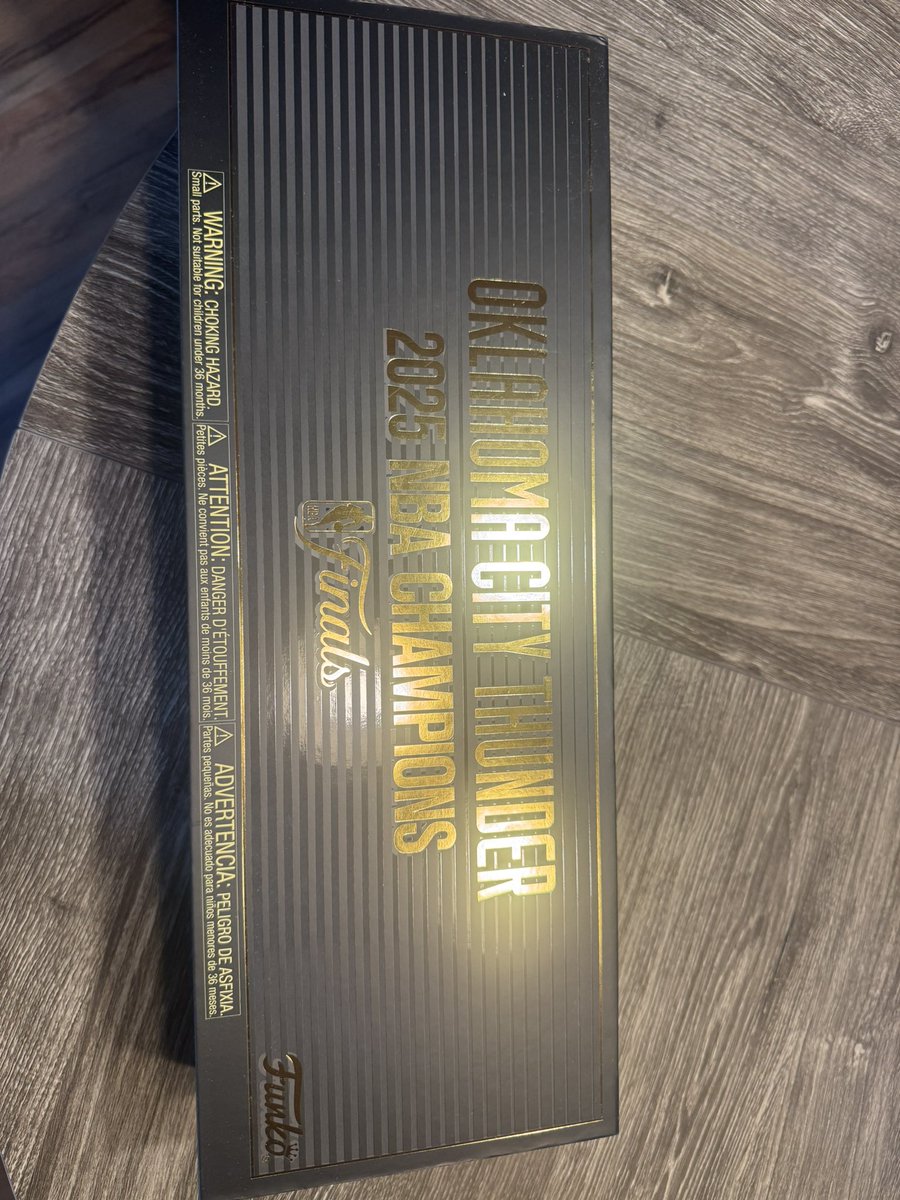 OKLAHOMA CITY THUNDER
2025 NBA CHAMPIONS
NBA Finals
Funko
WARNING: CHOKING HAZARD.
Small parts. Not suitable for children under 36 months.
ATTENTION: DANGER D'ÉTOUFFEMENT.
Petites pièces. Ne convient pas aux enfants de moins de 36 mois.
ADVERTENCIA: PELIGRO DE ASFIXIA.
Partes pequeñas. No es adecuado para niños menores de 36 meses.